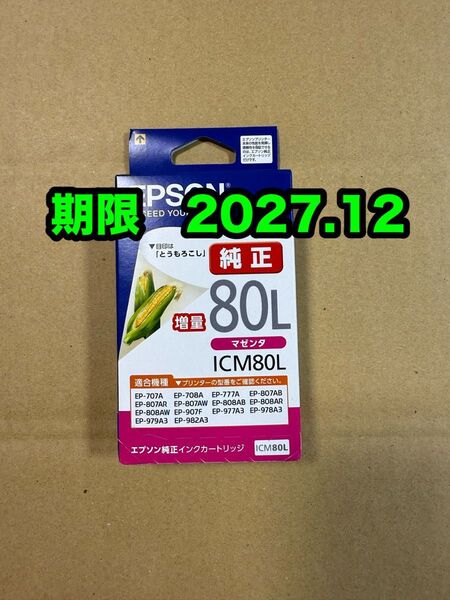 EPSON
期限 2027.12
▼目印は
「とうもろこし」
純正
増量
80L
マゼンタ
ICM80L
適合機種
▼プリンターの型番をご確認ください。
EP-707A EP-708A EP-777A EP-807AB
EP-807AR EP-807AW EP-808AB EP-808AR
EP-808AW EP-907F EP-977A3 EP-978A3
EP-979A3 EP-982A3
エプソン純正インクカートリッジ
ICM80L